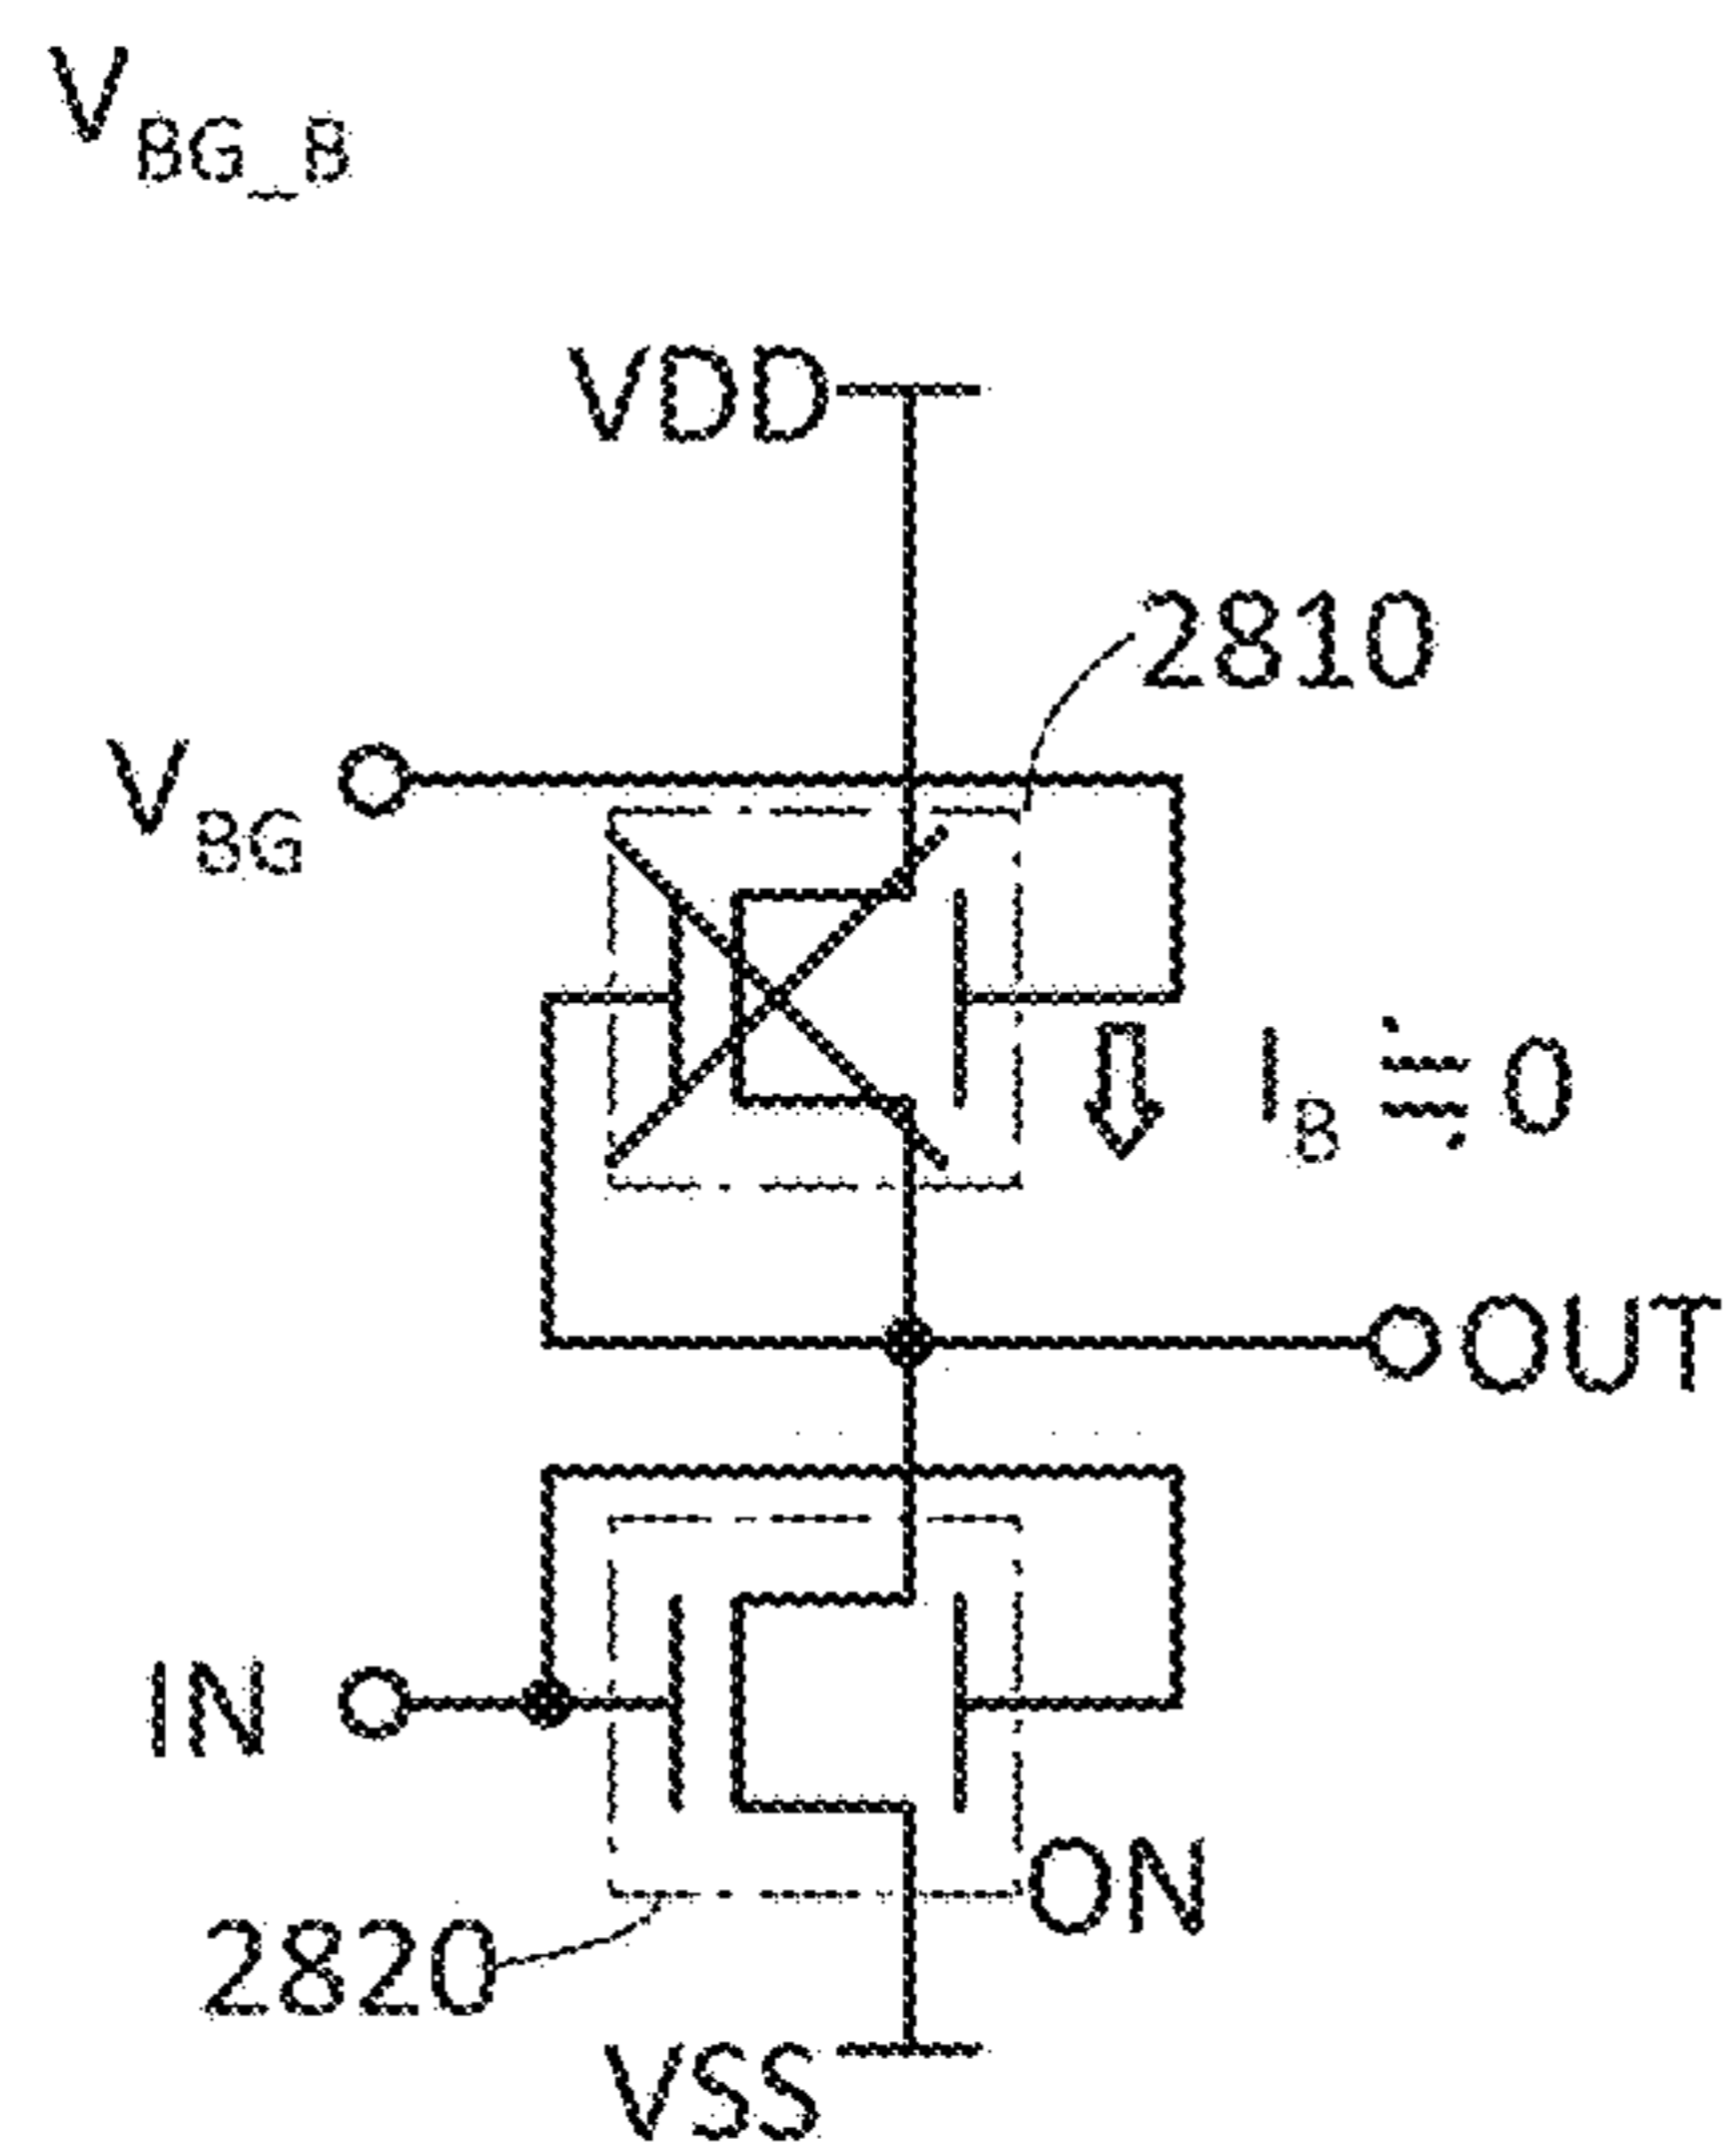 V_BG_B
VDD
2810
V_BG
I_B ≒ 0
OUT
IN
ON
2820
VSS